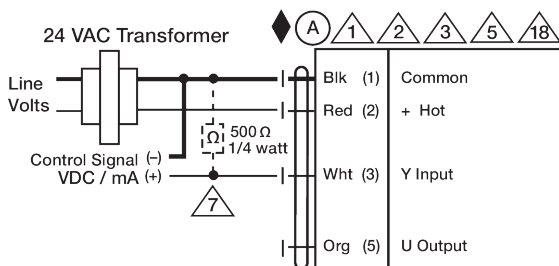 24 VAC Transformer
A 1 2 3 5 18
Line
Volts
Blk (1) Common
Red (2) + Hot
Ω 500 Ω
1/4 watt
Control Signal (–)
VDC / mA (+)
Wht (3) Y Input
7
Org (5) U Output